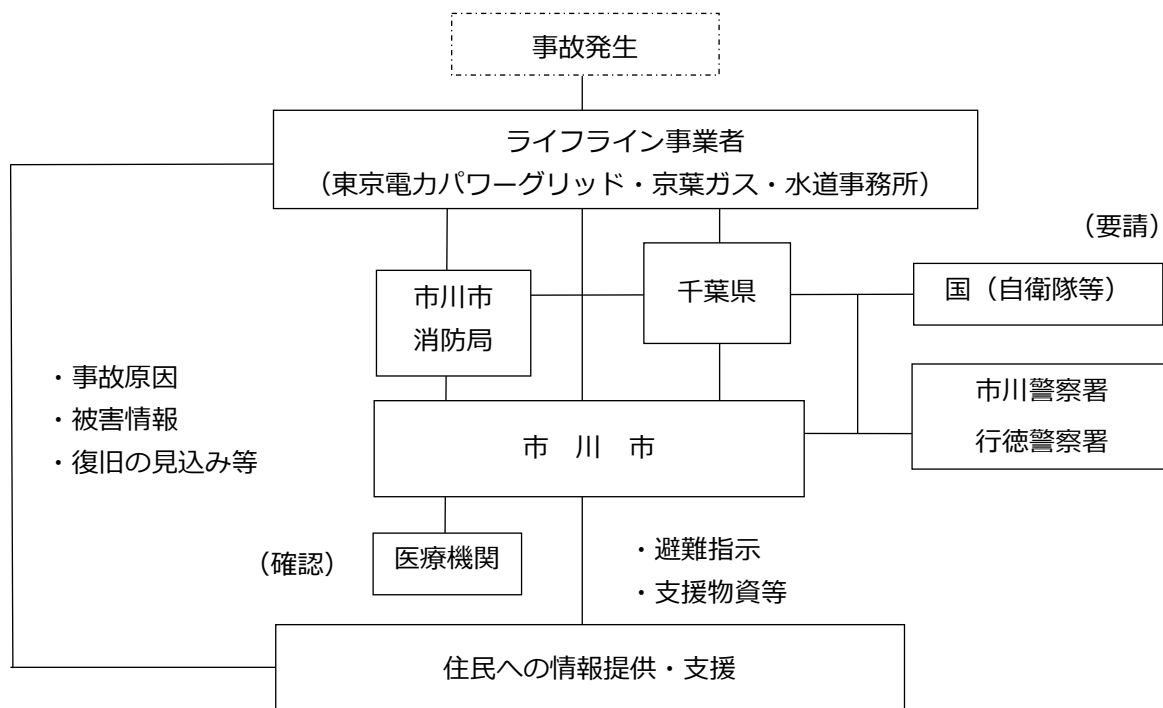 事故発生
ライフライン事業者
（東京電力パワーグリッド・京葉ガス・水道事務所）
（要請）
市川市
消防局
千葉県
国（自衛隊等）
・事故原因
・被害情報
・復旧の見込み等
市川警察署
行徳警察署
市　川　市
（確認）
医療機関
・避難指示
・支援物資等
住民への情報提供・支援